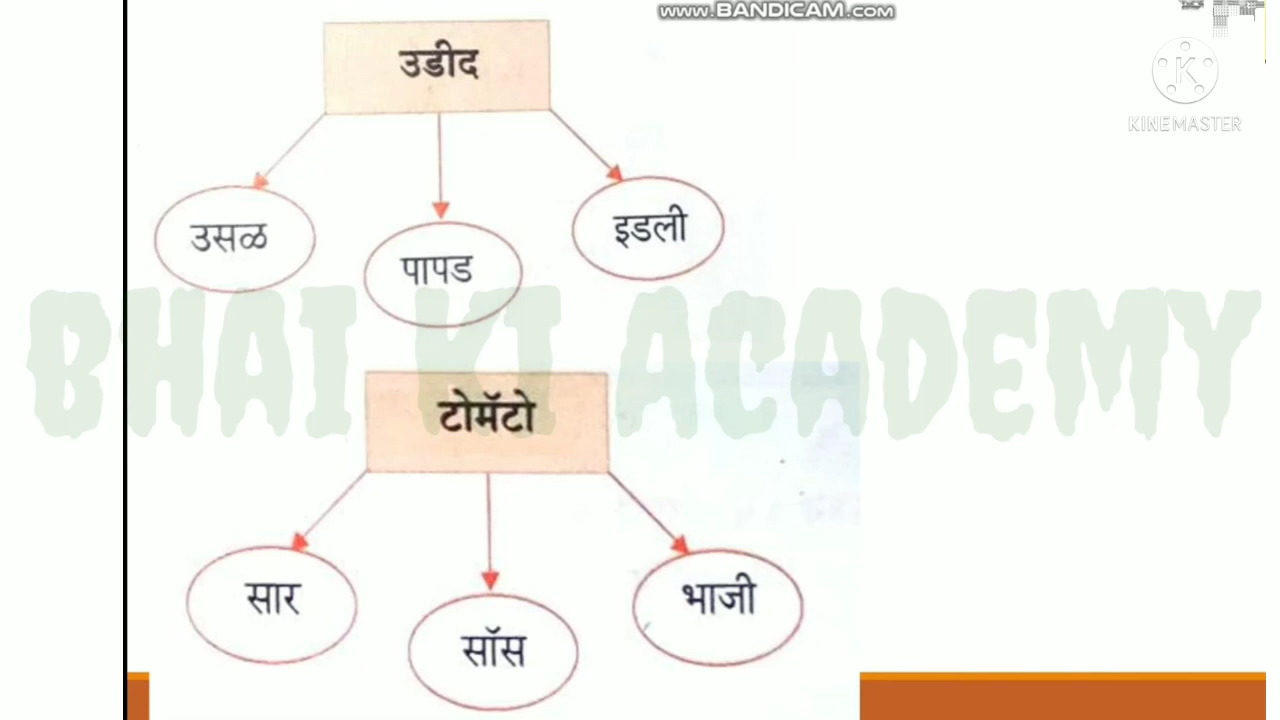 www.BANDICAM.com
KINEMASTER
उडीद
उसळ
पापड
इडली
BHAI KI ACADEMY
टोमॅटो
सार
सॉस
भाजी